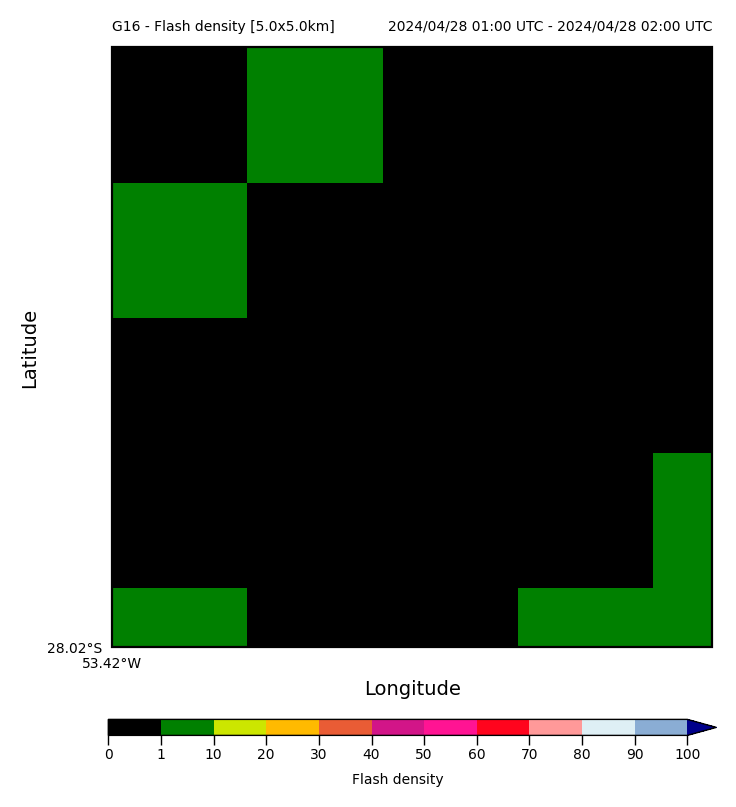 G16 - Flash density [5.0x5.0km] 2024/04/28 01:00 UTC - 2024/04/28 02:00 UTC
Latitude
28.02°S
53.42°W
Longitude
0 1 10 20 30 40 50 60 70 80 90 100
Flash density